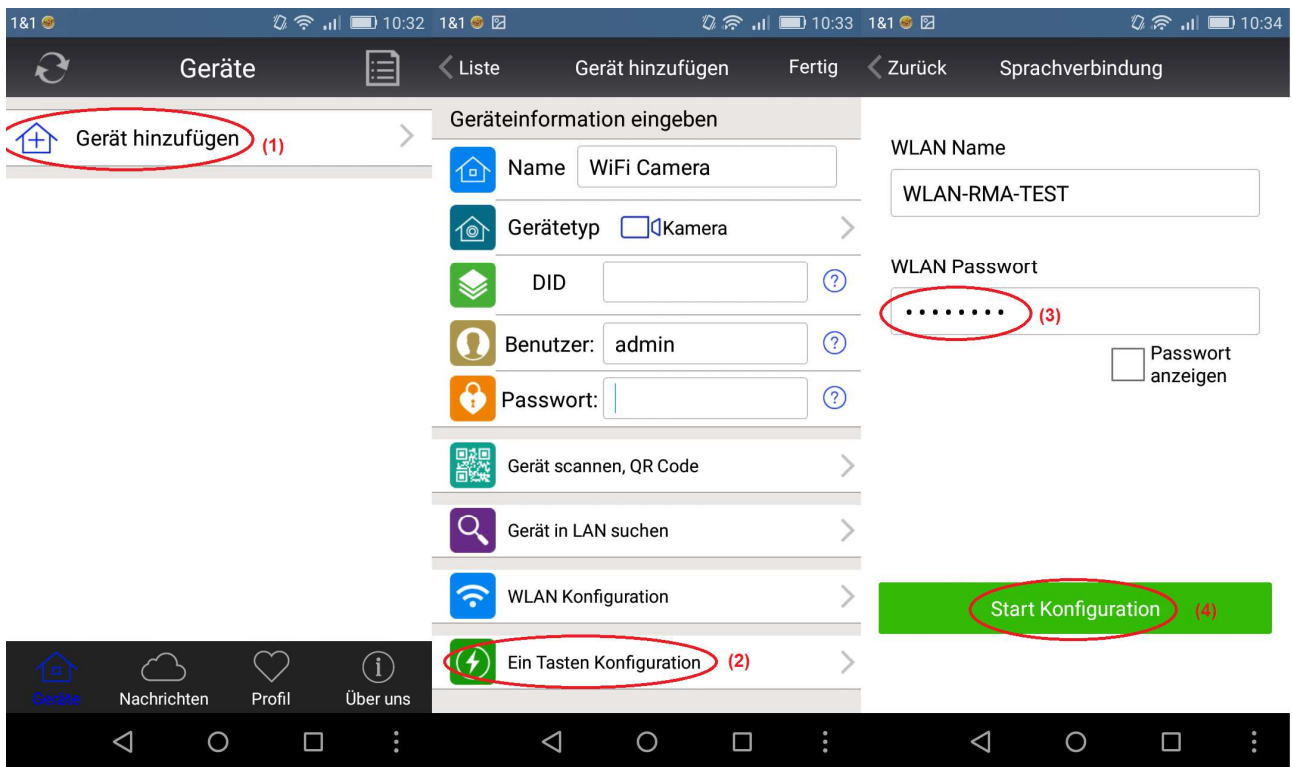 1&1 10:32
Geräte
Gerät hinzufügen (1)
Geräte Nachrichten Profil Über uns
1&1 10:33
Liste Gerät hinzufügen Fertig
Geräteinformation eingeben
Name WiFi Camera
Gerätetyp Kamera
DID ?
Benutzer: admin ?
Passwort: ?
Gerät scannen, QR Code
Gerät in LAN suchen
WLAN Konfiguration
Ein Tasten Konfiguration (2)
1&1 10:34
Zurück Sprachverbindung
WLAN Name
WLAN-RMA-TEST
WLAN Passwort
•••••••• (3)
Passwort
anzeigen
Start Konfiguration (4)